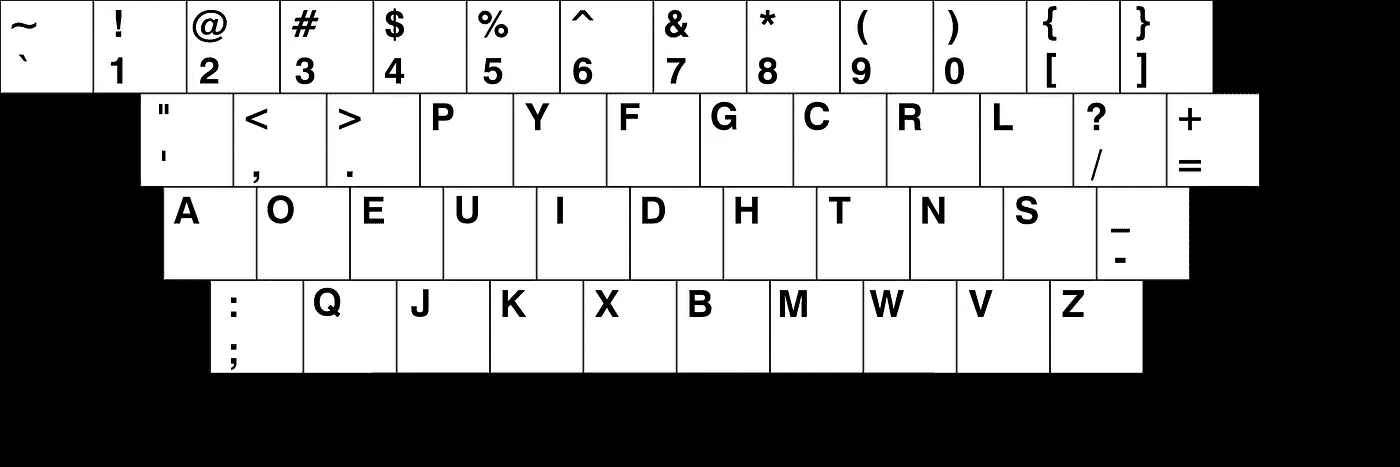 ~ ! @ # $ % ^ & * ( ) { }
` 1 2 3 4 5 6 7 8 9 0 [ ]
" < > P Y F G C R L ? +
' , . / =
A O E U I D H T N S _
-
: Q J K X B M W V Z
;